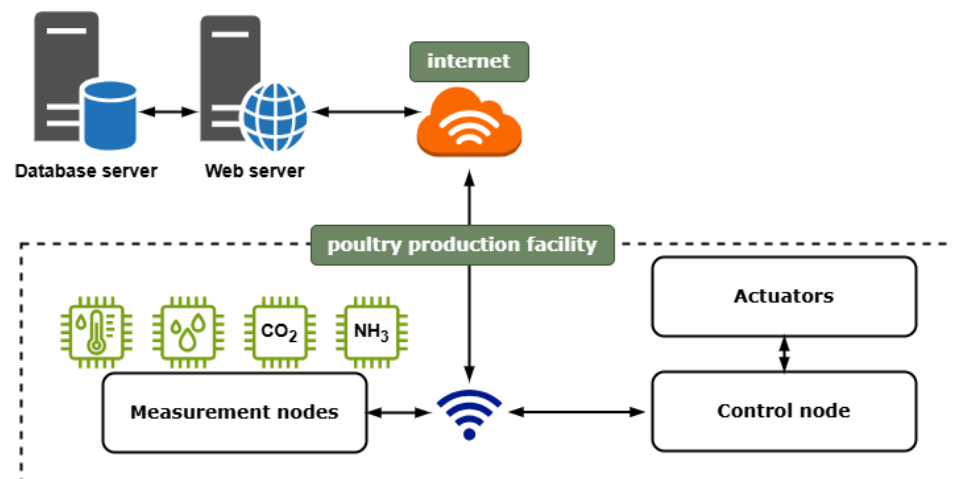 internet
Database server
Web server
poultry production facility
Actuators
CO₂
NH₃
Measurement nodes
Control node